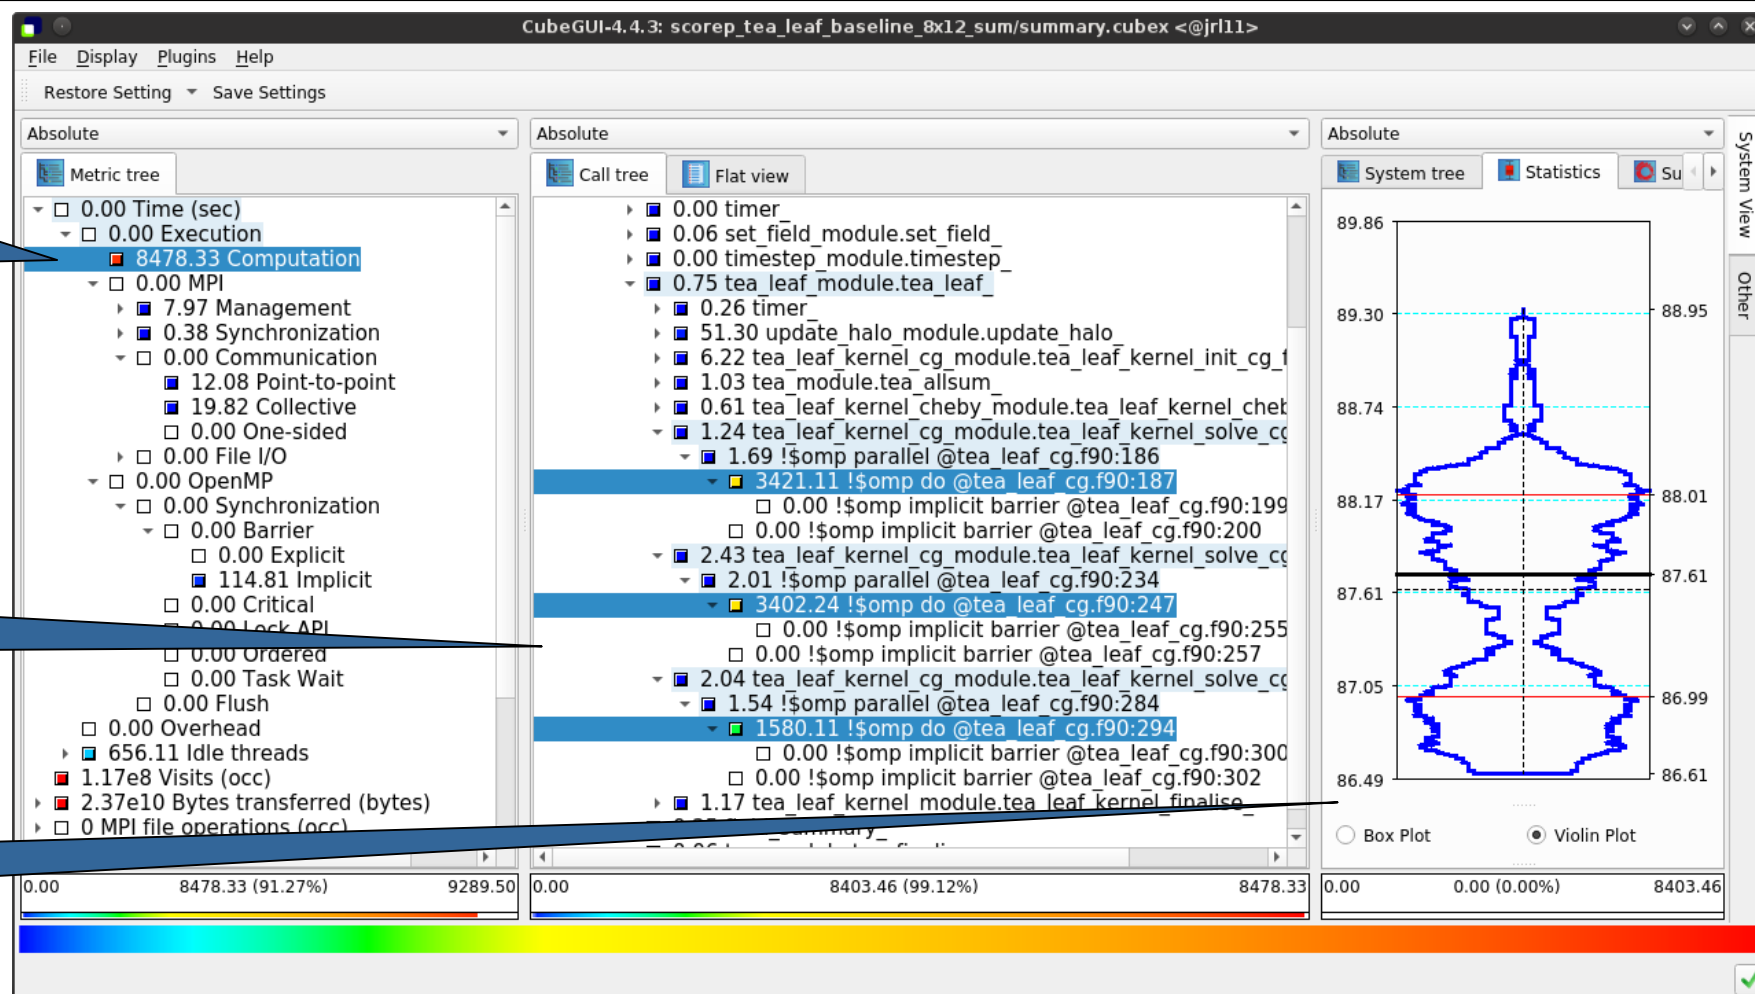 CubeGUI-4.4.3: scorep_tea_leaf_baseline_8x12_sum/summary.cubex <@jrl11>
File Display Plugins Help
Restore Setting Save Settings
Absolute
Metric tree
0.00 Time (sec)
0.00 Execution
8478.33 Computation
0.00 MPI
7.97 Management
0.38 Synchronization
0.00 Communication
12.08 Point-to-point
19.82 Collective
0.00 One-sided
0.00 File I/O
0.00 OpenMP
0.00 Synchronization
0.00 Barrier
0.00 Explicit
114.81 Implicit
0.00 Critical
0.00 Lock API
0.00 Ordered
0.00 Task Wait
0.00 Flush
0.00 Overhead
656.11 Idle threads
1.17e8 Visits (occ)
2.37e10 Bytes transferred (bytes)
0 MPI file operations (occ)
0.00 8478.33 (91.27%) 9289.50
Absolute
Call tree Flat view
0.00 timer_
0.06 set_field_module.set_field_
0.00 timestep_module.timestep_
0.75 tea_leaf_module.tea_leaf_
0.26 timer_
51.30 update_halo_module.update_halo_
6.22 tea_leaf_kernel_cg_module.tea_leaf_kernel_init_cg_f
1.03 tea_module.tea_allsum_
0.61 tea_leaf_kernel_cheby_module.tea_leaf_kernel_cheb
1.24 tea_leaf_kernel_cg_module.tea_leaf_kernel_solve_cg
1.69 !$omp parallel @tea_leaf_cg.f90:186
3421.11 !$omp do @tea_leaf_cg.f90:187
0.00 !$omp implicit barrier @tea_leaf_cg.f90:199
0.00 !$omp implicit barrier @tea_leaf_cg.f90:200
2.43 tea_leaf_kernel_cg_module.tea_leaf_kernel_solve_cg
2.01 !$omp parallel @tea_leaf_cg.f90:234
3402.24 !$omp do @tea_leaf_cg.f90:247
0.00 !$omp implicit barrier @tea_leaf_cg.f90:255
0.00 !$omp implicit barrier @tea_leaf_cg.f90:257
2.04 tea_leaf_kernel_cg_module.tea_leaf_kernel_solve_cg
1.54 !$omp parallel @tea_leaf_cg.f90:284
1580.11 !$omp do @tea_leaf_cg.f90:294
0.00 !$omp implicit barrier @tea_leaf_cg.f90:300
0.00 !$omp implicit barrier @tea_leaf_cg.f90:302
1.17 tea_leaf_kernel_module.tea_leaf_kernel_finalise_
0.00 8403.46 (99.12%) 8478.33
Absolute
System tree Statistics Su
89.86
89.30 88.95
88.74
88.17 88.01
87.61 87.61
87.05 86.99
86.49 86.61
Box Plot Violin Plot
0.00 0.00 (0.00%) 8403.46
System View
Other